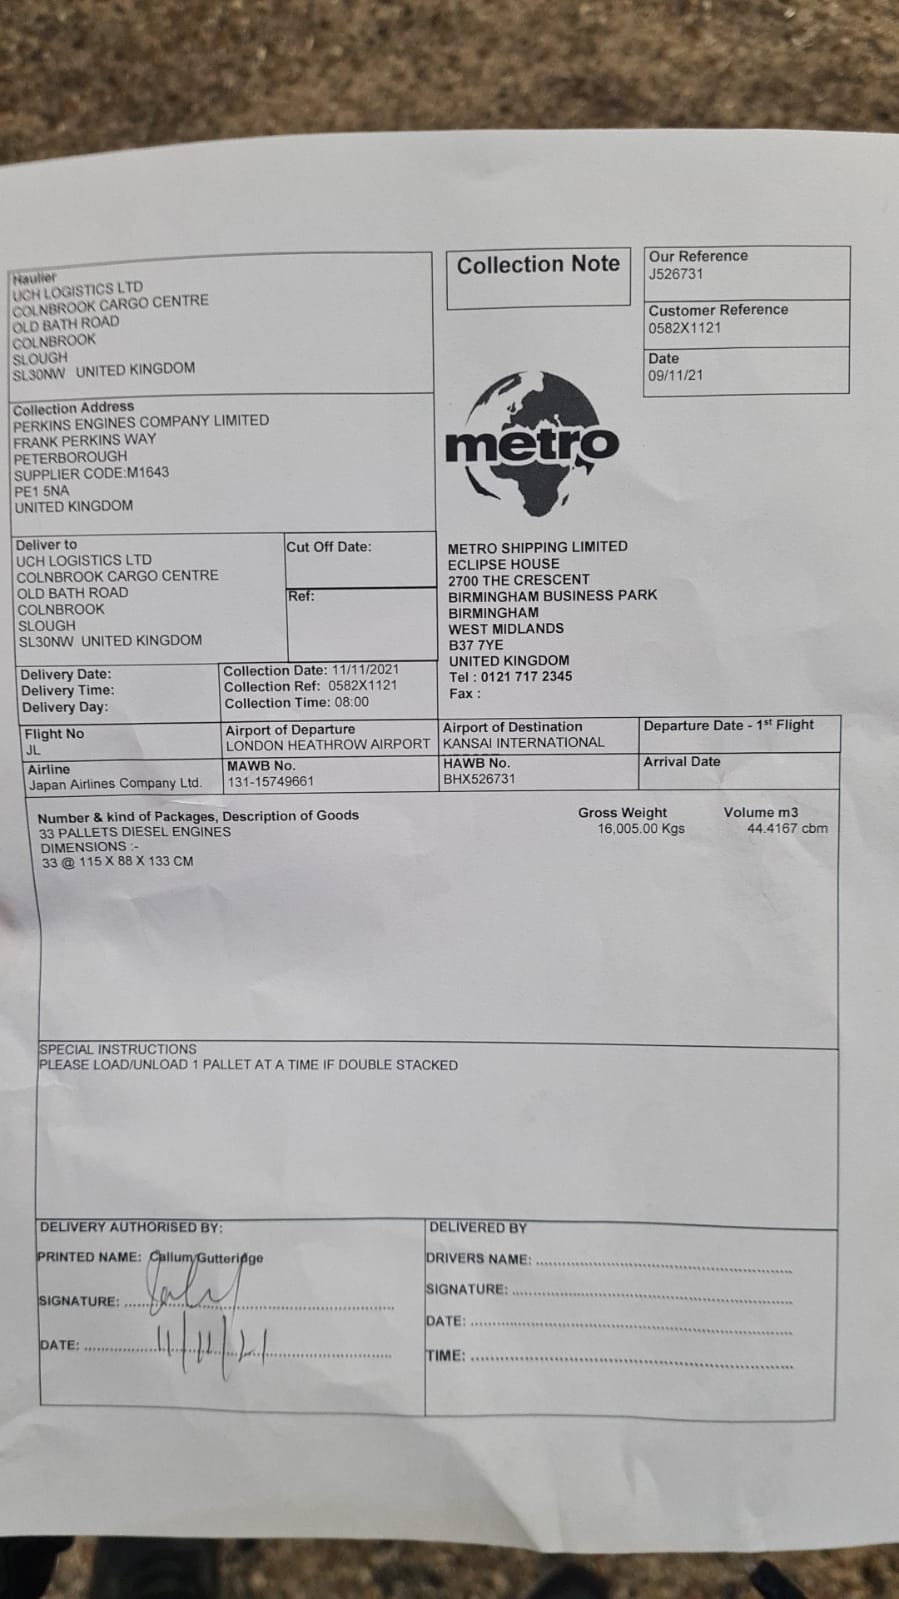 Haulier
UCH LOGISTICS LTD
COLNBROOK CARGO CENTRE
OLD BATH ROAD
COLNBROOK
SLOUGH
SL30NW UNITED KINGDOM
Collection Note
Our Reference
J526731
Customer Reference
0582X1121
Date
09/11/21
Collection Address
PERKINS ENGINES COMPANY LIMITED
FRANK PERKINS WAY
PETERBOROUGH
SUPPLIER CODE:M1643
PE1 5NA
UNITED KINGDOM
metro
Deliver to
UCH LOGISTICS LTD
COLNBROOK CARGO CENTRE
OLD BATH ROAD
COLNBROOK
SLOUGH
SL30NW UNITED KINGDOM
Cut Off Date:
Ref:
METRO SHIPPING LIMITED
ECLIPSE HOUSE
2700 THE CRESCENT
BIRMINGHAM BUSINESS PARK
BIRMINGHAM
WEST MIDLANDS
B37 7YE
UNITED KINGDOM
Tel : 0121 717 2345
Fax :
Delivery Date:
Delivery Time:
Delivery Day:
Collection Date: 11/11/2021
Collection Ref: 0582X1121
Collection Time: 08:00
Flight No
JL
Airport of Departure
LONDON HEATHROW AIRPORT
Airport of Destination
KANSAI INTERNATIONAL
Departure Date - 1st Flight
Airline
Japan Airlines Company Ltd.
MAWB No.
131-15749661
HAWB No.
BHX526731
Arrival Date
Number & kind of Packages, Description of Goods
33 PALLETS DIESEL ENGINES
DIMENSIONS :-
33 @ 115 X 88 X 133 CM
Gross Weight
16,005.00 Kgs
Volume m3
44.4167 cbm
SPECIAL INSTRUCTIONS
PLEASE LOAD/UNLOAD 1 PALLET AT A TIME IF DOUBLE STACKED
DELIVERY AUTHORISED BY:
PRINTED NAME: Callum Gutteridge
SIGNATURE:
DATE: 11/11/21
DELIVERED BY
DRIVERS NAME:
SIGNATURE:
DATE:
TIME: